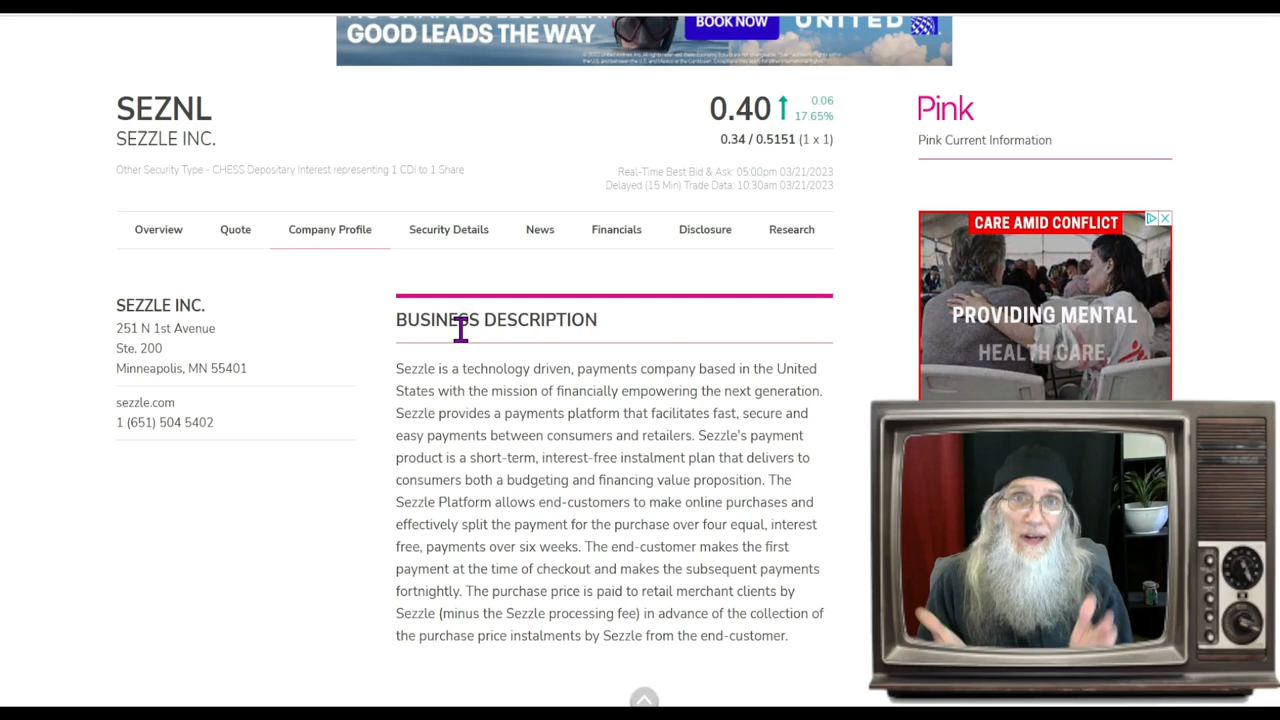 GOOD LEADS THE WAY
BOOK NOW
UNITED
SEZNL
SEZZLE INC.
0.40
0.06
17.65%
0.34 / 0.5151 (1 x 1)
Other Security Type - CHESS Depositary Interest representing 1 CDI to 1 Share
Real-Time Best Bid & Ask: 05:00pm 03/21/2023
Delayed (15 Min) Trade Data: 10:30am 03/21/2023
Pink
Pink Current Information
Overview
Quote
Company Profile
Security Details
News
Financials
Disclosure
Research
SEZZLE INC.
251 N 1st Avenue
Ste. 200
Minneapolis, MN 55401
sezzle.com
1 (651) 504 5402
BUSINESS DESCRIPTION
Sezzle is a technology driven, payments company based in the United
States with the mission of financially empowering the next generation.
Sezzle provides a payments platform that facilitates fast, secure and
easy payments between consumers and retailers. Sezzle's payment
product is a short-term, interest-free instalment plan that delivers to
consumers both a budgeting and financing value proposition. The
Sezzle Platform allows end-customers to make online purchases and
effectively split the payment for the purchase over four equal, interest
free, payments over six weeks. The end-customer makes the first
payment at the time of checkout and makes the subsequent payments
fortnightly. The purchase price is paid to retail merchant clients by
Sezzle (minus the Sezzle processing fee) in advance of the collection of
the purchase price instalments by Sezzle from the end-customer.
CARE AMID CONFLICT
PROVIDING MENTAL
HEALTH CARE,